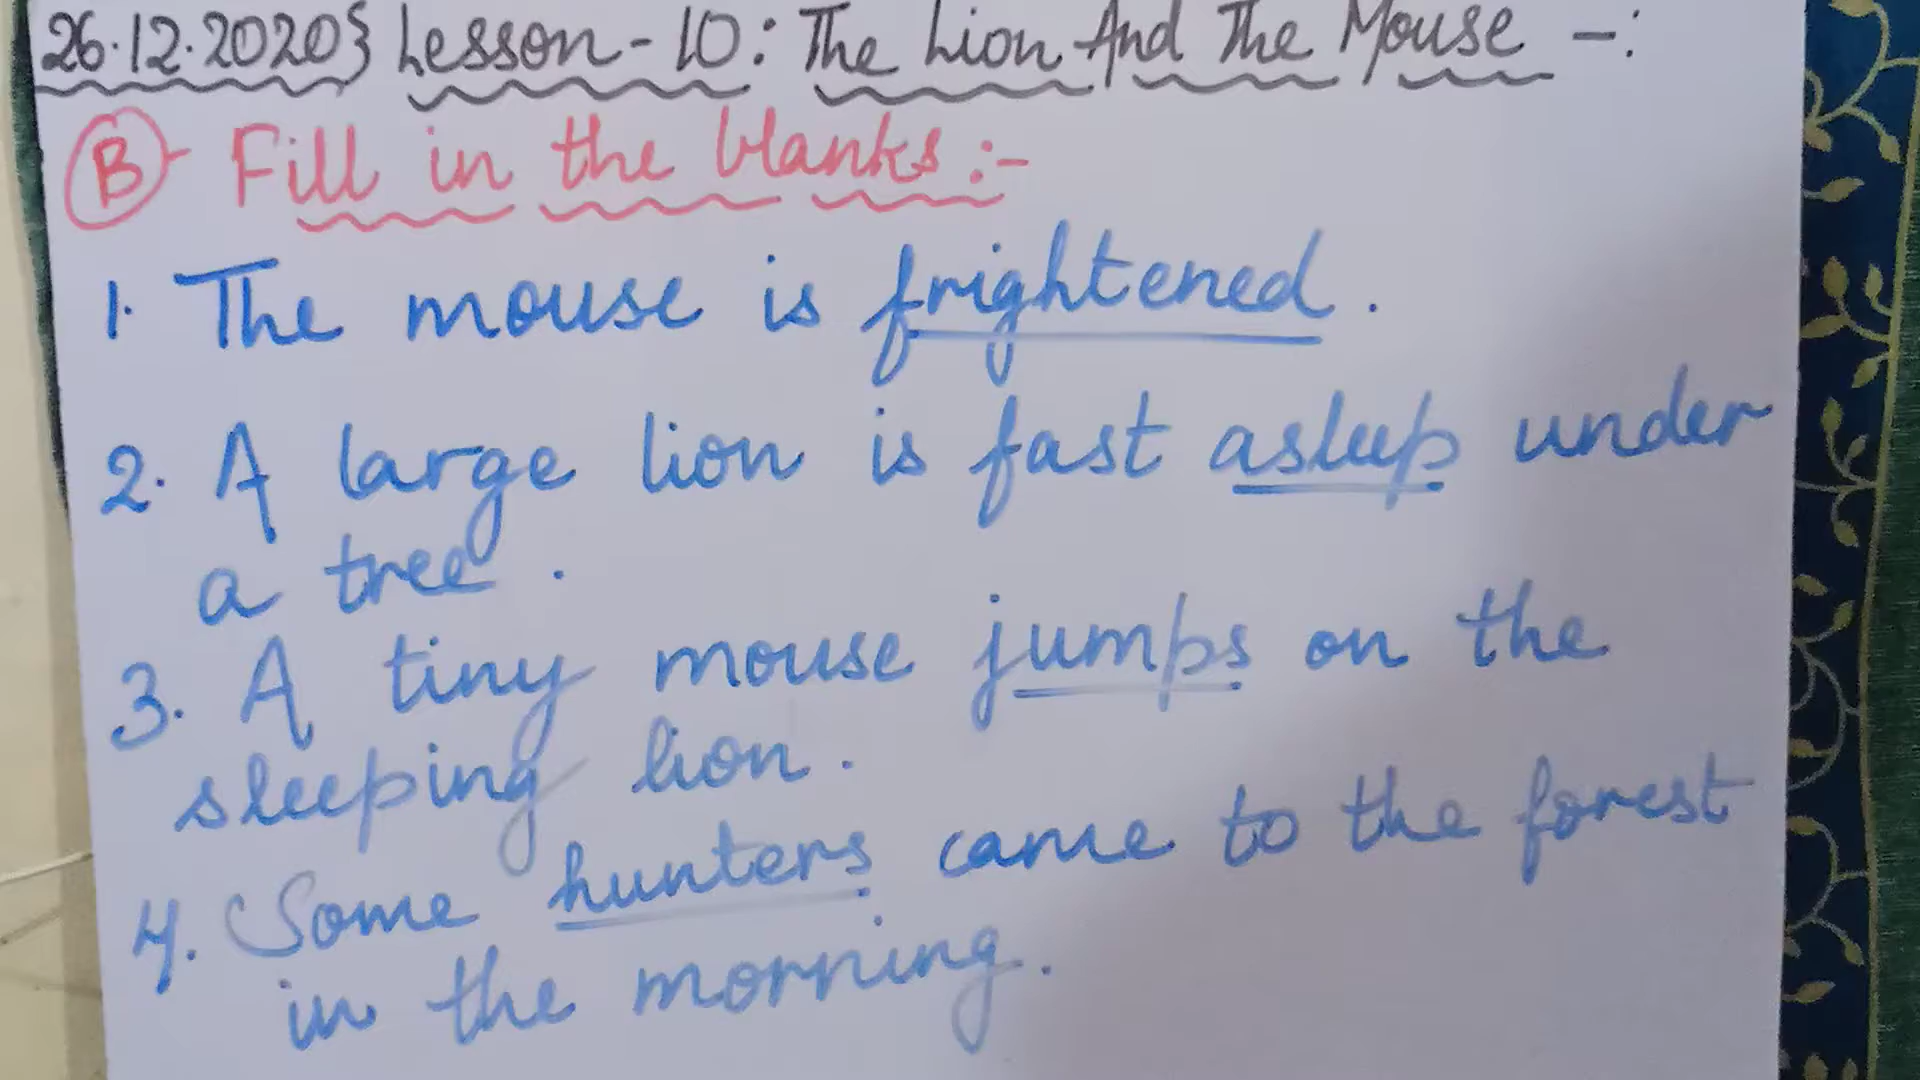 26.12.2020} Lesson-10: The Lion And The Mouse -:
B- Fill in the blanks:-
1. The mouse is frightened.
2. A large lion is fast asleep under
a tree.
3. A tiny mouse jumps on the
sleeping lion.
4. Some hunters came to the forest
in the morning.